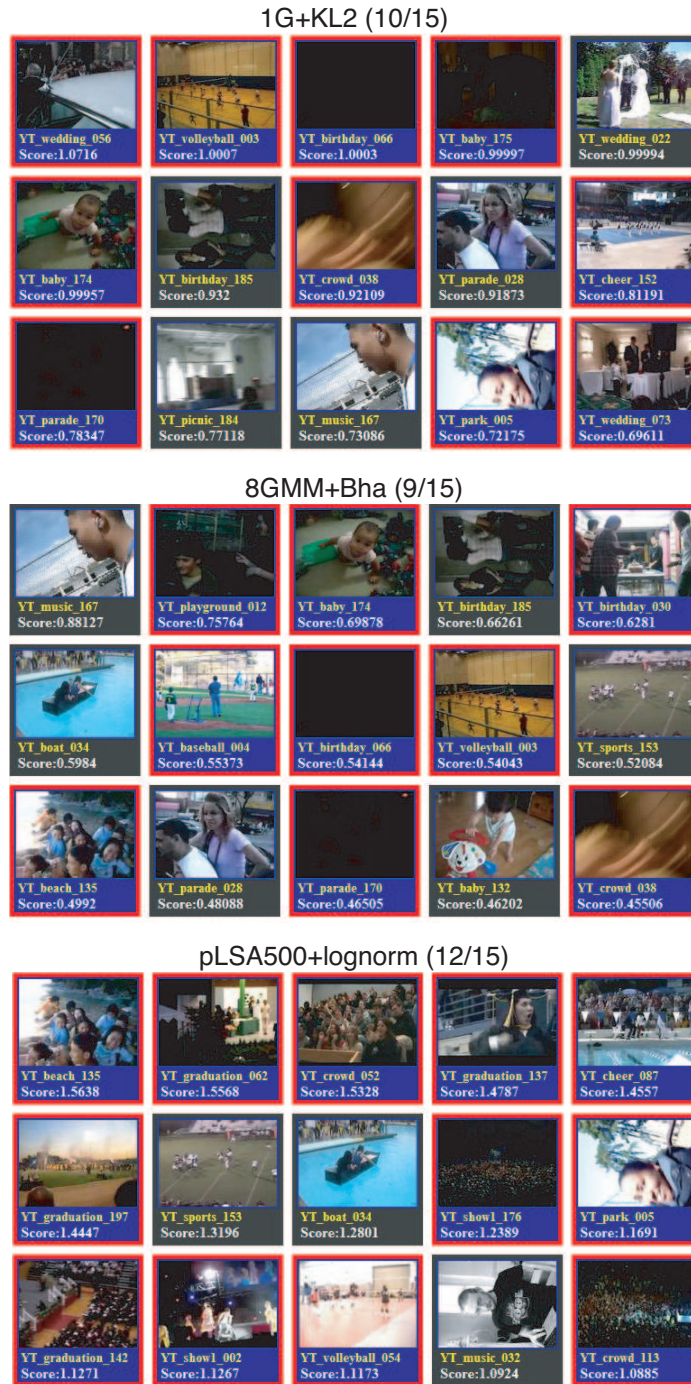 1G+KL2 (10/15)
YT_wedding_056 YT_volleyball_003 YT_birthday_066 YT_baby_175 YT_wedding_022
Score:1.0716 Score:1.0007 Score:1.0003 Score:0.99997 Score:0.99994
YT_baby_174 YT_birthday_185 YT_crowd_038 YT_parade_028 YT_cheer_152
Score:0.99957 Score:0.932 Score:0.92109 Score:0.91873 Score:0.81191
YT_parade_170 YT_picnic_184 YT_music_167 YT_park_005 YT_wedding_073
Score:0.78347 Score:0.77118 Score:0.73086 Score:0.72175 Score:0.69611
8GMM+Bha (9/15)
YT_music_167 YT_playground_012 YT_baby_174 YT_birthday_185 YT_birthday_030
Score:0.88127 Score:0.75764 Score:0.69878 Score:0.66261 Score:0.6281
YT_boat_034 YT_baseball_004 YT_birthday_066 YT_volleyball_003 YT_sports_153
Score:0.5984 Score:0.55373 Score:0.54144 Score:0.54043 Score:0.52084
YT_beach_135 YT_parade_028 YT_parade_170 YT_baby_132 YT_crowd_038
Score:0.4992 Score:0.48088 Score:0.46505 Score:0.46202 Score:0.45506
pLSA500+lognorm (12/15)
YT_beach_135 YT_graduation_062 YT_crowd_052 YT_graduation_137 YT_cheer_087
Score:1.5638 Score:1.5568 Score:1.5328 Score:1.4787 Score:1.4557
YT_graduation_197 YT_sports_153 YT_boat_034 YT_show1_176 YT_park_005
Score:1.4447 Score:1.3196 Score:1.2801 Score:1.2389 Score:1.1691
YT_graduation_142 YT_show1_002 YT_volleyball_054 YT_music_032 YT_crowd_113
Score:1.1271 Score:1.1267 Score:1.1173 Score:1.0924 Score:1.0885